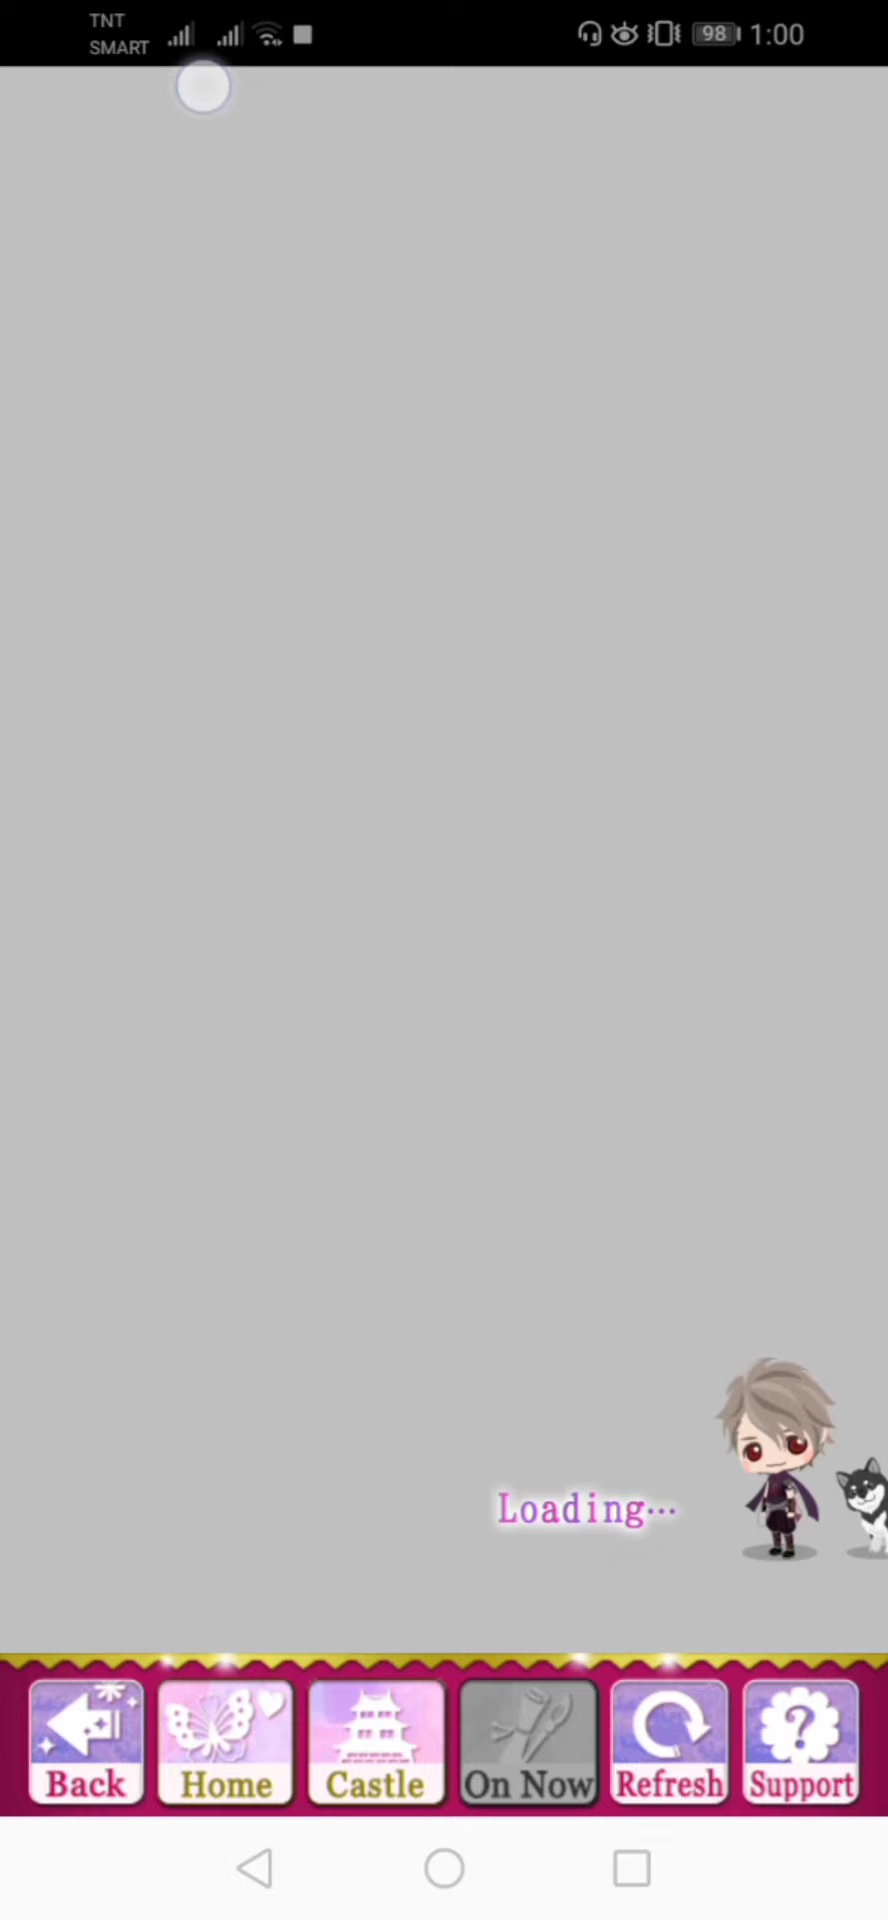 TNT
SMART
98 1:00
Loading···
Back Home Castle On Now Refresh Support